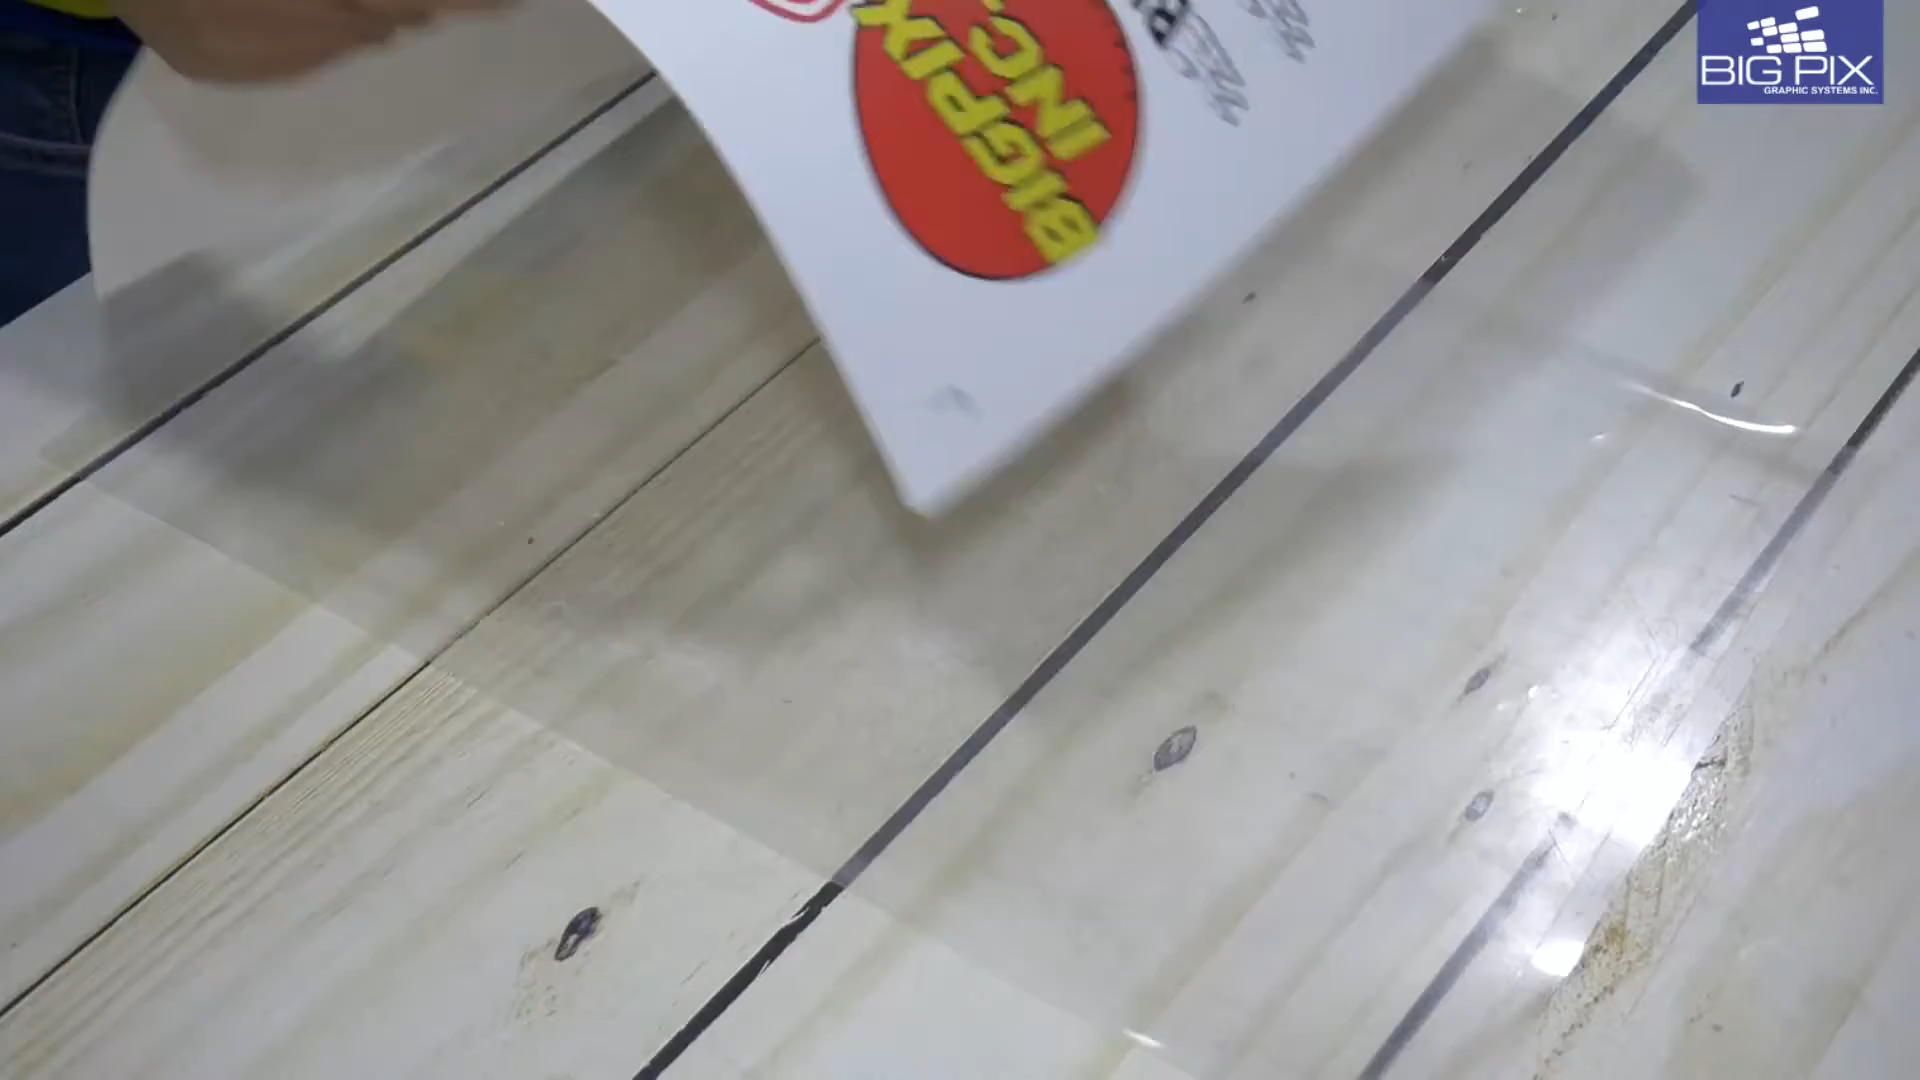 BIGPIX
INC.
BIG PIX
GRAPHIC SYSTEMS INC.